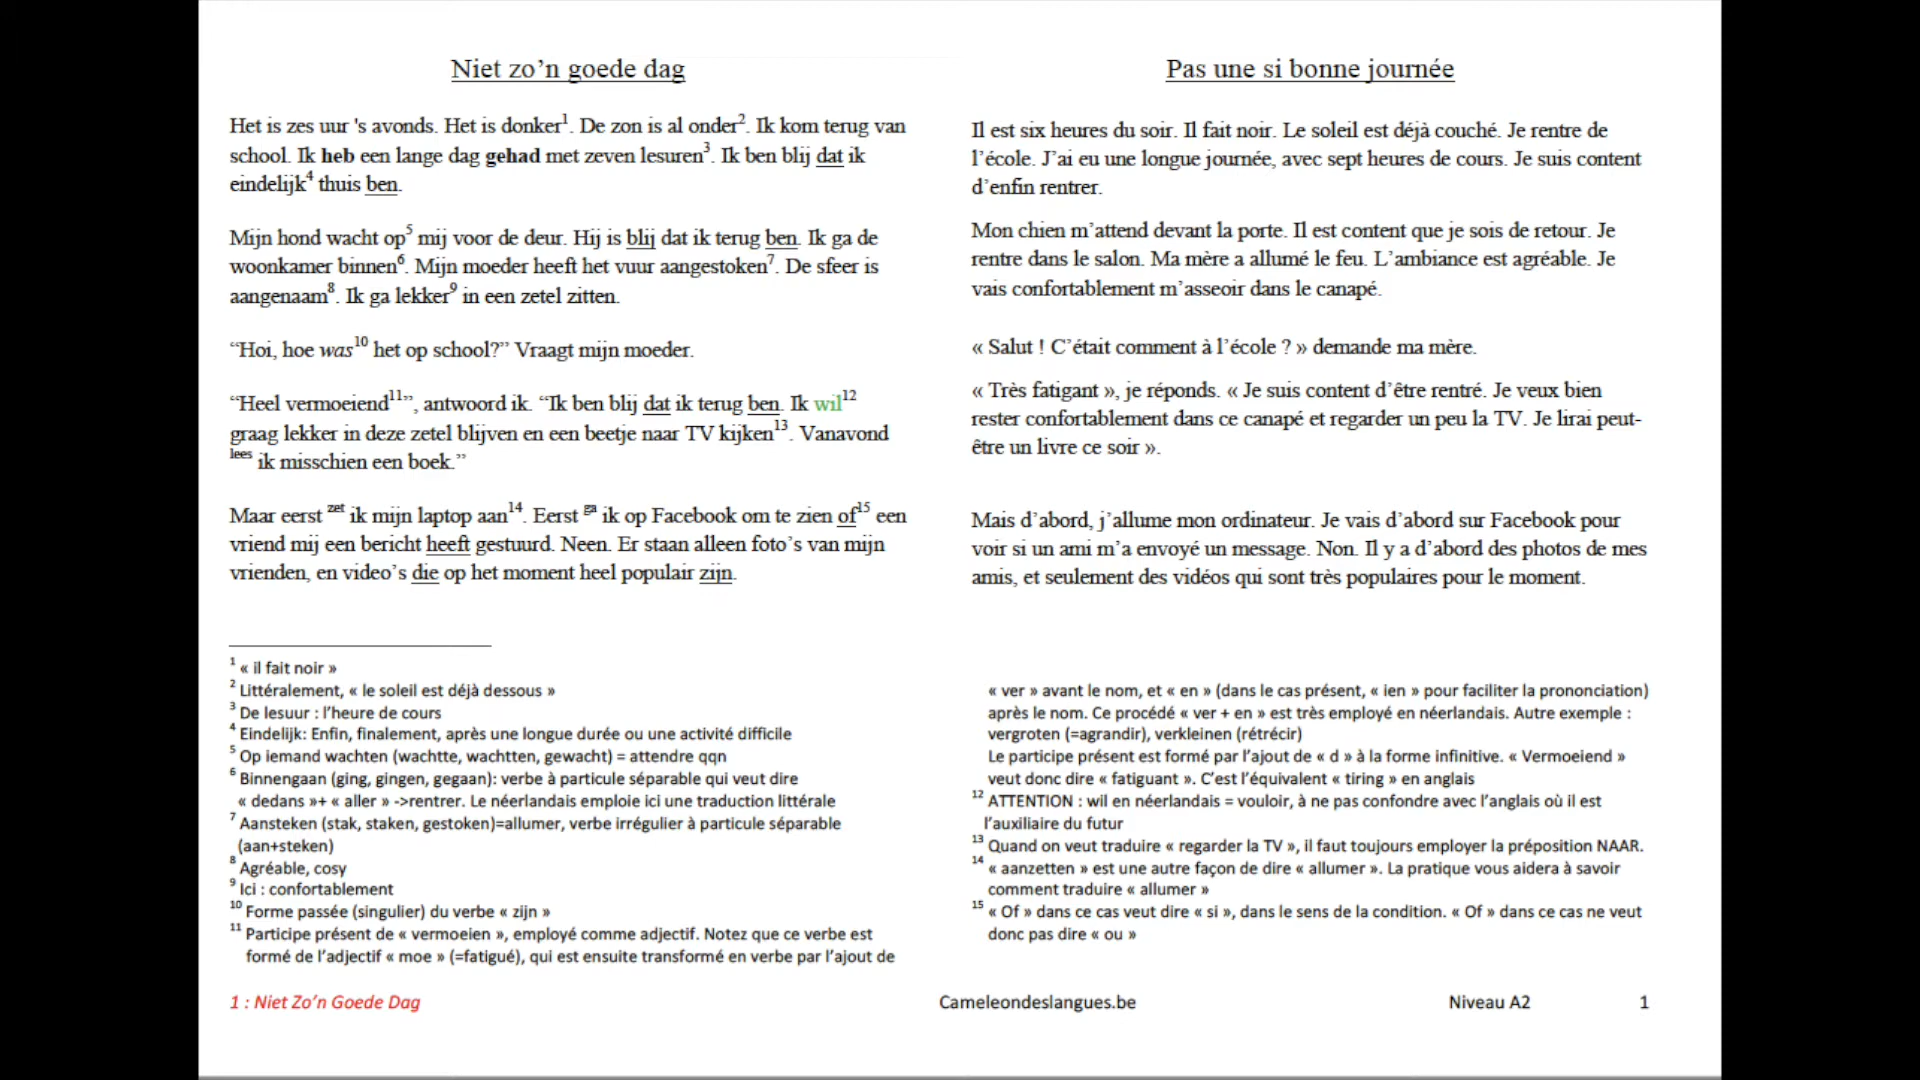 Niet zo’n goede dag
Het is zes uur 's avonds. Het is donker1. De zon is al onder2. Ik kom terug van
school. Ik heb een lange dag gehad met zeven lesuren3. Ik ben blij dat ik
eindelijk4 thuis ben.
Mijn hond wacht op5 mij voor de deur. Hij is blij dat ik terug ben. Ik ga de
woonkamer binnen6. Mijn moeder heeft het vuur aangestoken7. De sfeer is
aangenaam8. Ik ga lekker9 in een zetel zitten.
“Hoi, hoe was10 het op school?” Vraagt mijn moeder.
“Heel vermoeiend11”, antwoord ik. “Ik ben blij dat ik terug ben. Ik wil12
graag lekker in deze zetel blijven en een beetje naar TV kijken13. Vanavond
lees ik misschien een boek.”
Maar eerst zet ik mijn laptop aan14. Eerst ga ik op Facebook om te zien of15 een
vriend mij een bericht heeft gestuurd. Neen. Er staan alleen foto’s van mijn
vrienden, en video’s die op het moment heel populair zijn.
Pas une si bonne journée
Il est six heures du soir. Il fait noir. Le soleil est déjà couché. Je rentre de
l’école. J’ai eu une longue journée, avec sept heures de cours. Je suis content
d’enfin rentrer.
Mon chien m’attend devant la porte. Il est content que je sois de retour. Je
rentre dans le salon. Ma mère a allumé le feu. L’ambiance est agréable. Je
vais confortablement m’asseoir dans le canapé.
« Salut ! C’était comment à l’école ? » demande ma mère.
« Très fatigant », je réponds. « Je suis content d’être rentré. Je veux bien
rester confortablement dans ce canapé et regarder un peu la TV. Je lirai peut-
être un livre ce soir ».
Mais d’abord, j’allume mon ordinateur. Je vais d’abord sur Facebook pour
voir si un ami m’a envoyé un message. Non. Il y a d’abord des photos de mes
amis, et seulement des vidéos qui sont très populaires pour le moment.
1 « il fait noir »
2 Littéralement, « le soleil est déjà dessous »
3 De lesuur : l’heure de cours
4 Eindelijk: Enfin, finalement, après une longue durée ou une activité difficile
5 Op iemand wachten (wachtte, wachtten, gewacht) = attendre qqn
6 Binnengaan (ging, gingen, gegaan): verbe à particule séparable qui veut dire
« dedans »+ « aller » ->rentrer. Le néerlandais emploie ici une traduction littérale
7 Aansteken (stak, staken, gestoken)=allumer, verbe irrégulier à particule séparable
(aan+steken)
8 Agréable, cosy
9 Ici : confortablement
10 Forme passée (singulier) du verbe « zijn »
11 Participe présent de « vermoeien », employé comme adjectif. Notez que ce verbe est
formé de l’adjectif « moe » (=fatigué), qui est ensuite transformé en verbe par l’ajout de
« ver » avant le nom, et « en » (dans le cas présent, « ien » pour faciliter la prononciation)
après le nom. Ce procédé « ver + en » est très employé en néerlandais. Autre exemple :
vergroten (=agrandir), verkleinen (rétrécir)
Le participe présent est formé par l’ajout de « d » à la forme infinitive. « Vermoeiend »
veut donc dire « fatiguant ». C’est l’équivalent « tiring » en anglais
12 ATTENTION : wil en néerlandais = vouloir, à ne pas confondre avec l’anglais où il est
l’auxiliaire du futur
13 Quand on veut traduire « regarder la TV », il faut toujours employer la préposition NAAR.
14 « aanzetten » est une autre façon de dire « allumer ». La pratique vous aidera à savoir
comment traduire « allumer »
15 « Of » dans ce cas veut dire « si », dans le sens de la condition. « Of » dans ce cas ne veut
donc pas dire « ou »
1 : Niet Zo’n Goede Dag
Cameleondeslangues.be
Niveau A2
1